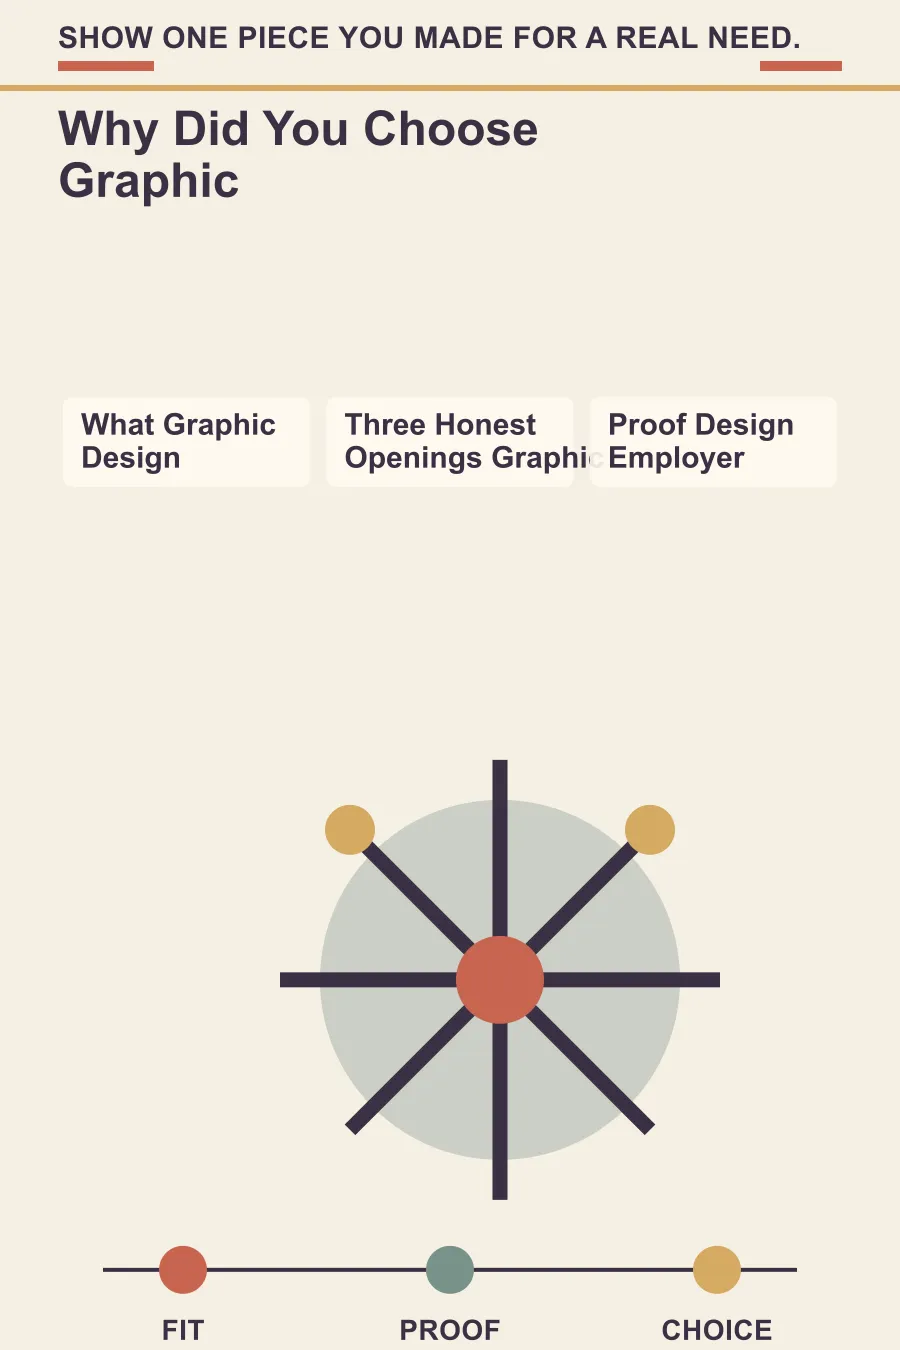 SHOW ONE PIECE YOU MADE FOR A REAL NEED.
Why Did You Choose
Graphic
What Graphic
Design
Three Honest
Openings Graphic
Proof Design
Employer
FIT
PROOF
CHOICE